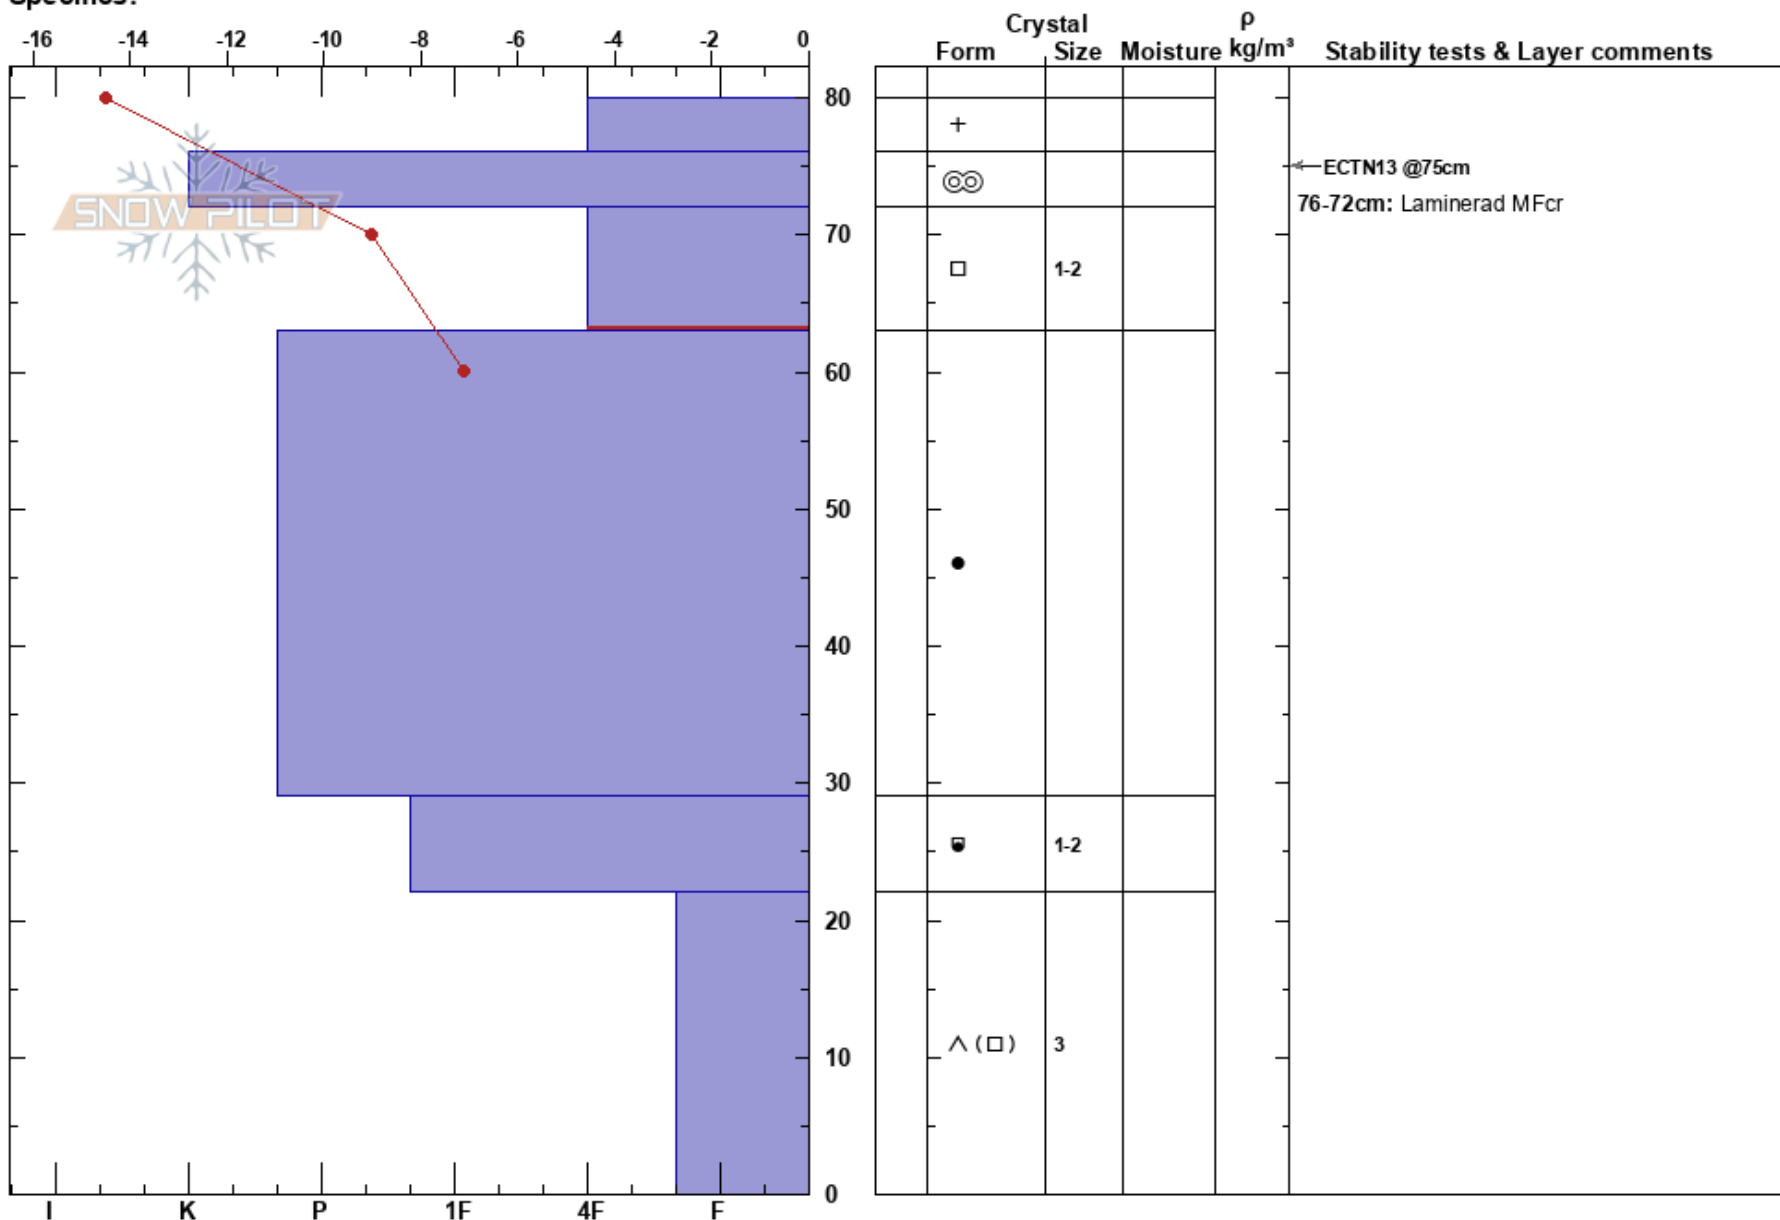 -16 -14 -12 -10 -8 -6 -4 -2 0
Crystal ρ
Form Size Moisture kg/m³ Stability tests & Layer comments
80
+
ECTN13 @75cm
SNOW PILOT
76-72cm: Laminerad MFcr
70
1-2
60
50
40
30
1-2
20
( ) 3
10
0
I K P 1F 4F F